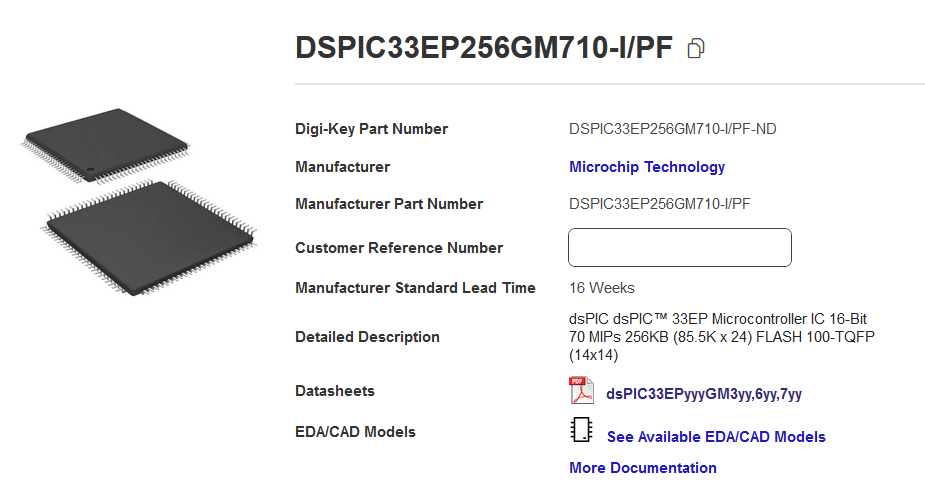 DSPIC33EP256GM710-I/PF
Digi-Key Part Number DSPIC33EP256GM710-I/PF-ND
Manufacturer Microchip Technology
Manufacturer Part Number DSPIC33EP256GM710-I/PF
Customer Reference Number
Manufacturer Standard Lead Time 16 Weeks
Detailed Description dsPIC dsPIC™ 33EP Microcontroller IC 16-Bit
70 MIPs 256KB (85.5K x 24) FLASH 100-TQFP
(14x14)
Datasheets PDF dsPIC33EPyyyGM3yy,6yy,7yy
EDA/CAD Models See Available EDA/CAD Models
More Documentation